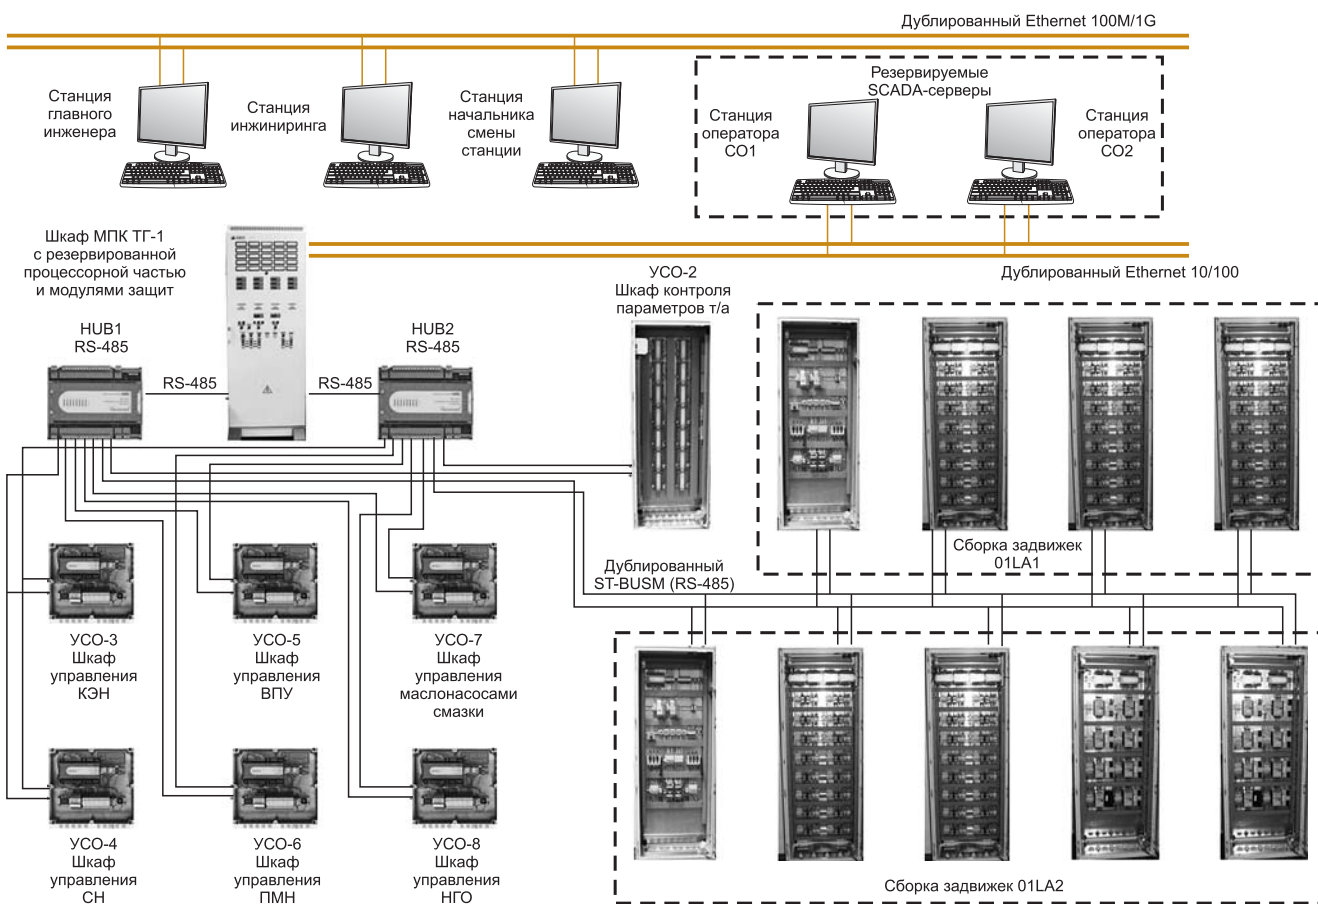 Дублированный Ethernet 100M/1G
Станция
главного
инженера
Станция
инжиниринга
Станция
начальника
смены
станции
Резервируемые
SCADA-серверы
Станция
оператора
СО1
Станция
оператора
СО2
Шкаф МПК ТГ-1
с резервированной
процессорной частью
и модулями защит
Дублированный Ethernet 10/100
УСО-2
Шкаф контроля
параметров т/а
HUB1
RS-485
HUB2
RS-485
RS-485
RS-485
Сборка задвижек
01LA1
Дублированный
ST-BUSM (RS-485)
УСО-3
Шкаф
управления
КЭН
УСО-5
Шкаф
управления
ВПУ
УСО-7
Шкаф
управления
маслонасосами
смазки
УСО-4
Шкаф
управления
СН
УСО-6
Шкаф
управления
ПМН
УСО-8
Шкаф
управления
НГО
Сборка задвижек 01LA2